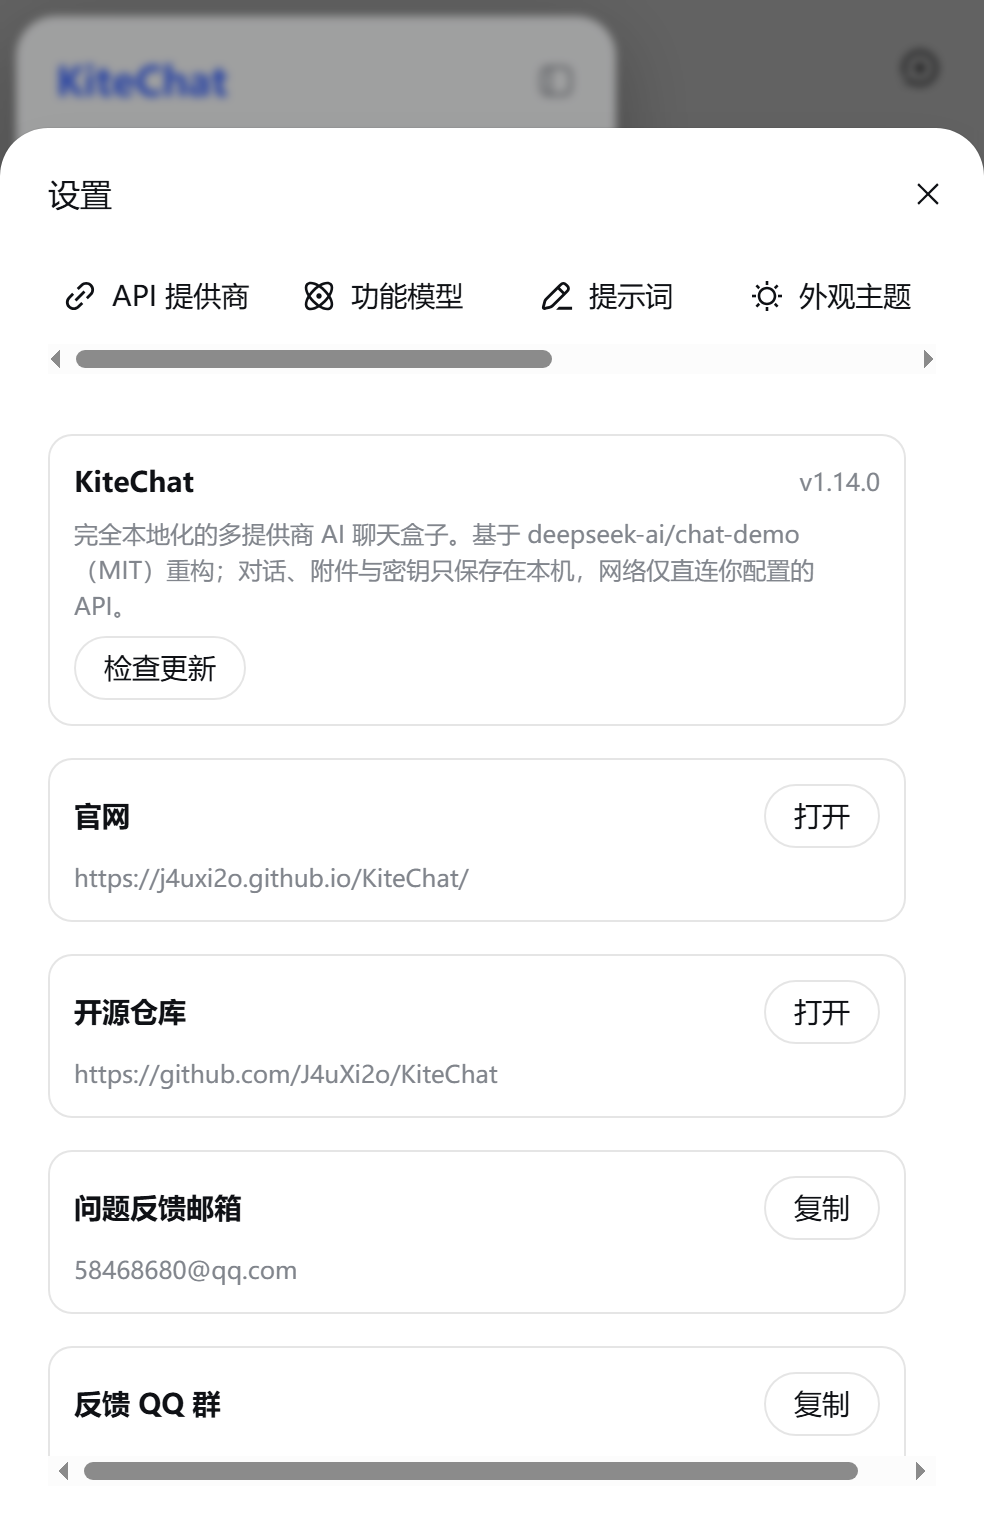 KiteChat
设置
API 提供商 功能模型 提示词 外观主题
KiteChat v1.14.0
完全本地化的多提供商 AI 聊天盒子。基于 deepseek-ai/chat-demo
（MIT）重构；对话、附件与密钥只保存在本机，网络仅直连你配置的
API。
检查更新
官网 打开
https://j4uxi2o.github.io/KiteChat/
开源仓库 打开
https://github.com/J4uXi2o/KiteChat
问题反馈邮箱 复制
58468680@qq.com
反馈 QQ 群 复制